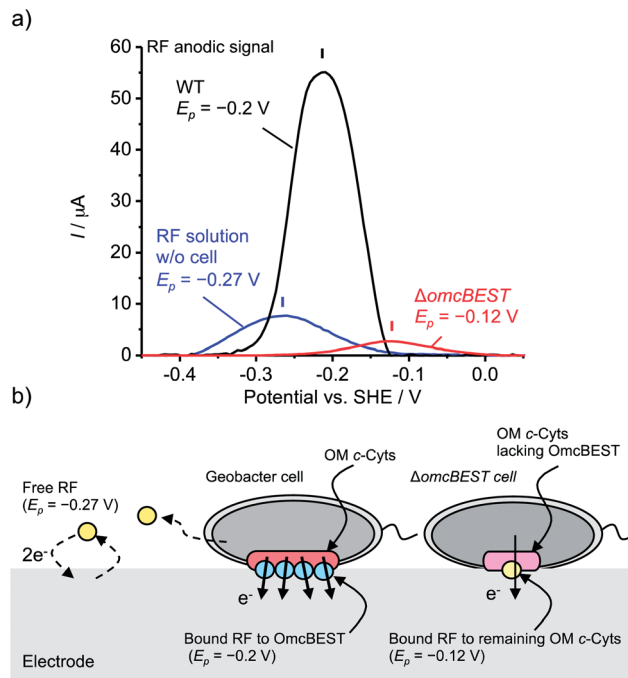 a)
RF anodic signal
WT
Eₚ = −0.2 V
RF solution
w/o cell
Eₚ = −0.27 V
ΔomcBEST
Eₚ = −0.12 V
I / μA
60
50
40
30
20
10
0
-0.4
-0.3
-0.2
-0.1
0.0
Potential vs. SHE / V
b)
OM c-Cyts
OM c-Cyts
lacking OmcBEST
Geobacter cell
ΔomcBEST cell
Free RF
(Eₚ = −0.27 V)
2e⁻
e⁻
e⁻
Bound RF to OmcBEST
(Eₚ = −0.2 V)
Bound RF to remaining OM c-Cyts
(Eₚ = −0.12 V)
Electrode